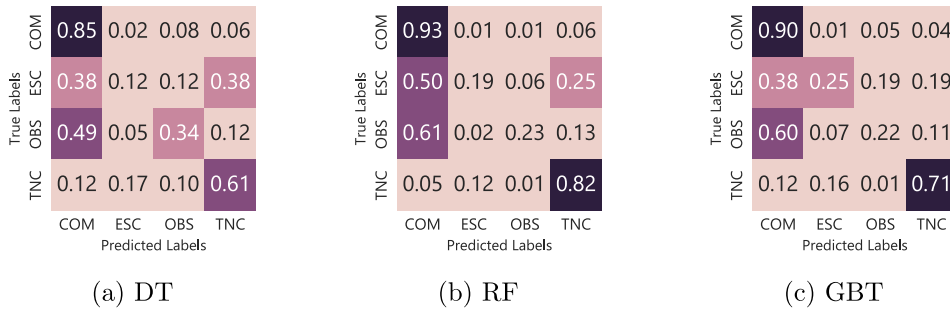 COM 0.85 0.02 0.08 0.06
ESC 0.38 0.12 0.12 0.38
OBS 0.49 0.05 0.34 0.12
TNC 0.12 0.17 0.10 0.61
True Labels
COM ESC OBS TNC
Predicted Labels
(a) DT
COM 0.93 0.01 0.01 0.06
ESC 0.50 0.19 0.06 0.25
OBS 0.61 0.02 0.23 0.13
TNC 0.05 0.12 0.01 0.82
True Labels
COM ESC OBS TNC
Predicted Labels
(b) RF
COM 0.90 0.01 0.05 0.04
ESC 0.38 0.25 0.19 0.19
OBS 0.60 0.07 0.22 0.11
TNC 0.12 0.16 0.01 0.71
True Labels
COM ESC OBS TNC
Predicted Labels
(c) GBT